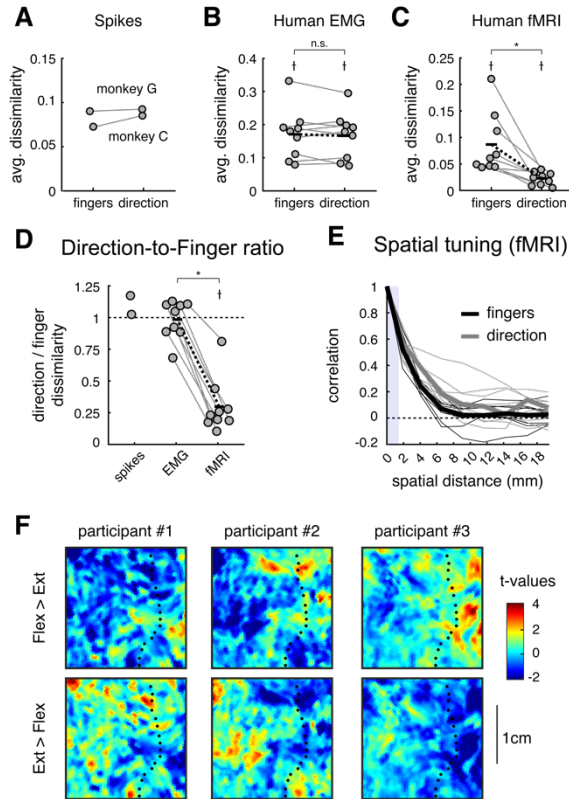 A
Spikes
avg. dissimilarity
0.15
0.1
0.05
0
monkey G
monkey C
fingers direction
B
Human EMG
avg. dissimilarity
0.4
0.3
0.2
0.1
0
n.s.
† †
fingers direction
C
Human fMRI
avg. dissimilarity
0.25
0.2
0.15
0.1
0.05
0
*
† †
fingers direction
D
Direction-to-Finger ratio
direction / finger
dissimilarity
1.25
1
0.75
0.5
0.25
0
*
†
spikes EMG fMRI
E
Spatial tuning (fMRI)
correlation
1
0.8
0.6
0.4
0.2
0
-0.2
fingers
direction
0 2 4 6 8 10 12 14 16 18
spatial distance (mm)
F
participant #1 participant #2 participant #3
Flex > Ext
Ext > Flex
t-values
4
2
0
-2
1cm